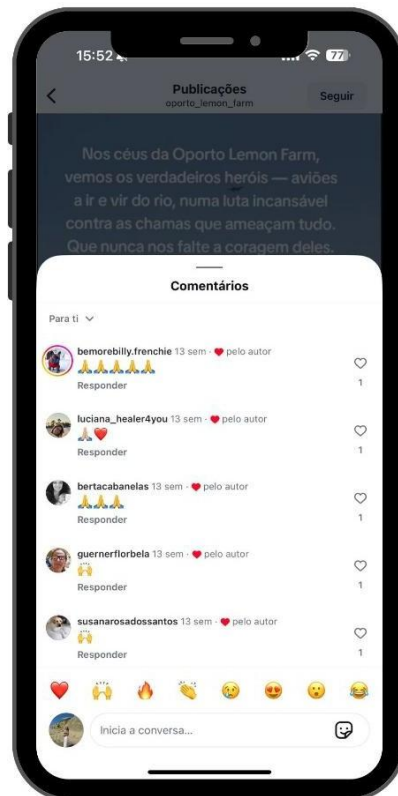 15:52
77
Publicações
oporto_lemon_farm
Seguir
Nos céus da Oporto Lemon Farm,
vemos os verdadeiros heróis — aviões
a ir e vir do rio, numa luta incansável
contra as chamas que ameaçam tudo.
Que nunca nos falte a coragem deles.
Comentários
Para ti
bemorebilly.frenchie 13 sem · ❤ pelo autor
🙏🙏🙏🙏🙏
Responder
1
luciana_healer4you 13 sem · ❤ pelo autor
🙏🏼❤️
Responder
1
bertacabanelas 13 sem · ❤ pelo autor
🙏🙏🙏
Responder
1
guernerflorbela 13 sem · ❤ pelo autor
🙌
Responder
1
susanarosadossantos 13 sem · ❤ pelo autor
🙌
Responder
1
❤️ 🙌 🔥 👏 😢 😍 😮 😂
Inicia a conversa...